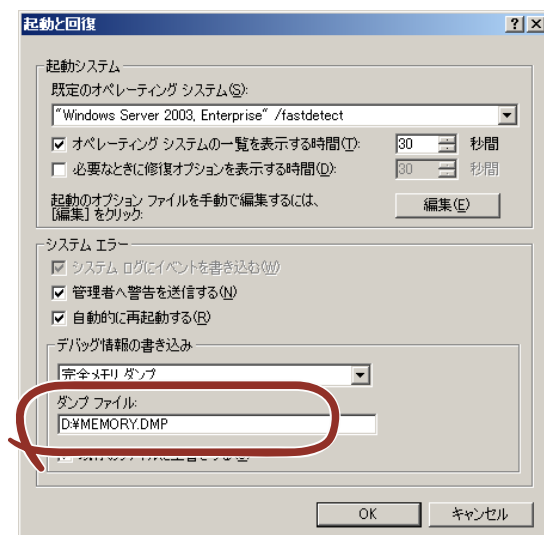 起動と回復
起動システム
既定のオペレーティング システム(S):
"Windows Server 2003, Enterprise" /fastdetect
オペレーティング システムの一覧を表示する時間(T): 30 秒間
必要なときに修復オプションを表示する時間(D): 30 秒間
起動のオプション ファイルを手動で編集するには、
[編集] をクリック:
編集(E)
システム エラー
システム ログにイベントを書き込む(W)
管理者へ警告を送信する(N)
自動的に再起動する(R)
デバッグ情報の書き込み
完全メモリ ダンプ
ダンプ ファイル:
D:¥MEMORY.DMP
OK キャンセル